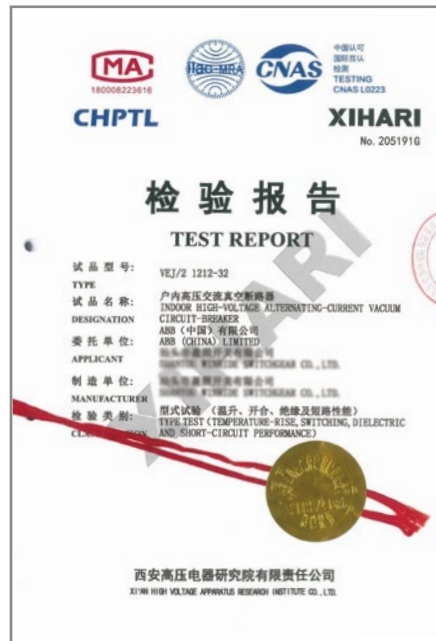 MA
180008223616
ilac-MRA
CNAS
中国认可
国际互认
检测
TESTING
CNAS L0223
CHPTL
XIHARI
No. 205191G
检验报告
TEST REPORT
试品型号:
VEJ/2 1212-32
TYPE
试品名称:
户内高压交流真空断路器
DESIGNATION
INDOOR HIGH-VOLTAGE ALTERNATING-CURRENT VACUUM
CIRCUIT-BREAKER
委托单位:
ABB (中国) 有限公司
APPLICANT
ABB (CHINA) LIMITED
制造单位:
MANUFACTURER
检验类别:
型式试验 (温升、开合、绝缘及短路性能)
TYPE TEST (TEMPERATURE-RISE, SWITCHING, DIELECTRIC
AND SHORT-CIRCUIT PERFORMANCE)
XIHARI
西安高压电器研究院有限责任公司
XI'AN HIGH VOLTAGE APPARATUS RESEARCH INSTITUTE CO., LTD.